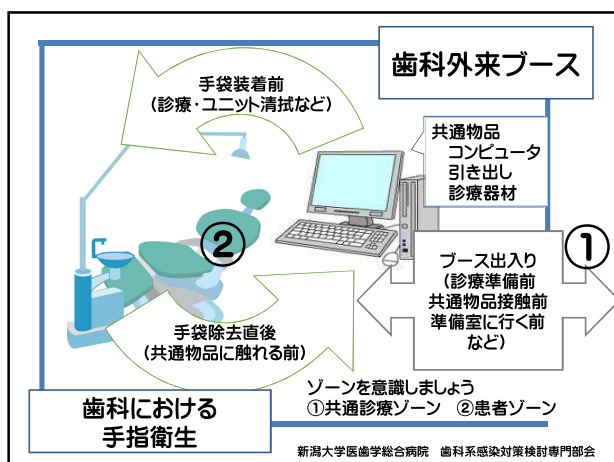 歯科外来ブース
手袋装着前
(診療・ユニット清拭など)
共通物品
コンピュータ
引き出し
診療器材
①
②
ブース出入り
(診療準備前
共通物品接触前
準備室に行く前
など)
手袋除去直後
(共通物品に触れる前)
ゾーンを意識しましょう
①共通診療ゾーン ②患者ゾーン
歯科における
手指衛生
新潟大学医歯学総合病院 歯科系感染対策検討専門部会